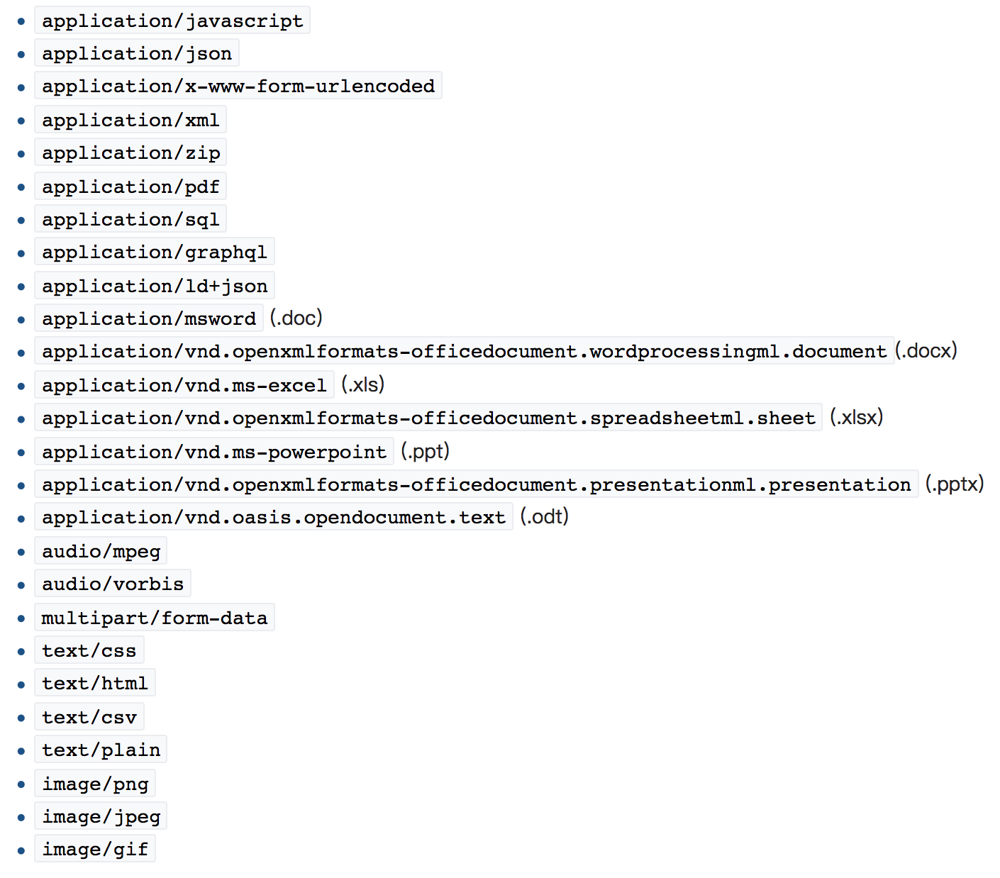 application/javascript
application/json
application/x-www-form-urlencoded
application/xml
application/zip
application/pdf
application/sql
application/graphql
application/ld+json
application/msword (.doc)
application/vnd.openxmlformats-officedocument.wordprocessingml.document(.docx)
application/vnd.ms-excel (.xls)
application/vnd.openxmlformats-officedocument.spreadsheetml.sheet (.xlsx)
application/vnd.ms-powerpoint (.ppt)
application/vnd.openxmlformats-officedocument.presentationml.presentation (.pptx)
application/vnd.oasis.opendocument.text (.odt)
audio/mpeg
audio/vorbis
multipart/form-data
text/css
text/html
text/csv
text/plain
image/png
image/jpeg
image/gif